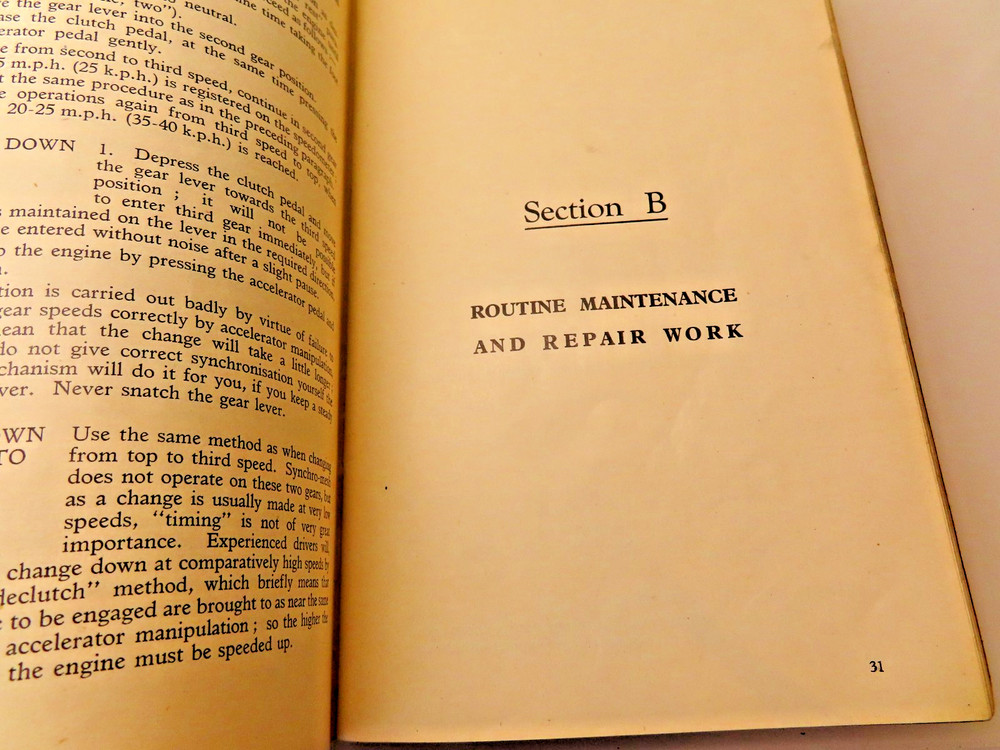 , two").
neutral.
the gear lever into the second gear position.
the clutch pedal, at the same time pressing the
pedal gently.
from second to third speed, continue in second gear
m.p.h. (25 k.p.h.) is registered on the speedometer.
the same procedure as in the preceding paragraph.
operations again from third speed to top, when
20-25 m.p.h. (35-40 k.p.h.) is reached.
DOWN 1. Depress the clutch pedal and move
the gear lever towards the third speed
position ; it will not be possible
to enter third gear immediately, but if
maintained on the lever in the required direction,
entered without noise after a slight pause.
the engine by pressing the accelerator pedal and
is carried out badly by virtue of failure to
gear speeds correctly by accelerator manipulation,
that the change will take a little longer ;
do not give correct synchronisation yourself the
will do it for you, if you keep a steady
Never snatch the gear lever.
Use the same method as when changing
TO from top to third speed. Synchro-mesh
does not operate on these two gears, but
as a change is usually made at very low
speeds, "timing" is not of very great
importance. Experienced drivers will,
change down at comparatively high speeds by
method, which briefly means that
to be engaged are brought to as near the same
accelerator manipulation ; so the higher the
the engine must be speeded up.
Section B
ROUTINE MAINTENANCE
AND REPAIR WORK
31